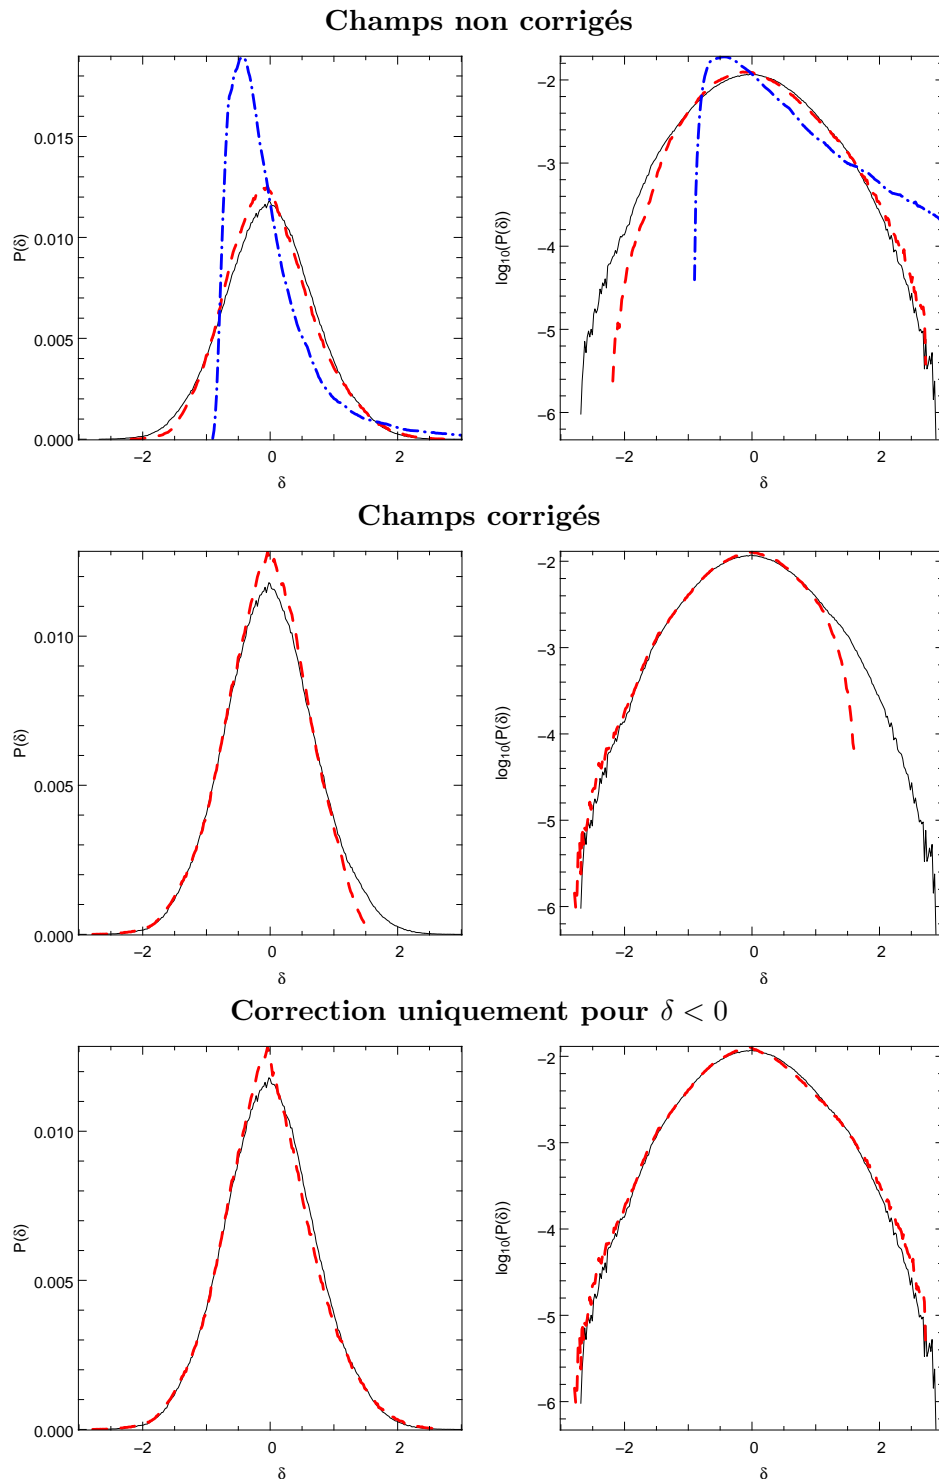 Champs non corrigés
P(δ)
0.015
0.010
0.005
0.000
−2
0
2
δ
log₁₀(P(δ))
−2
−3
−4
−5
−6
−2
0
2
δ
Champs corrigés
P(δ)
0.010
0.005
0.000
−2
0
2
δ
log₁₀(P(δ))
−2
−3
−4
−5
−6
−2
0
2
δ
Correction uniquement pour δ < 0
P(δ)
0.010
0.005
0.000
−2
0
2
δ
log₁₀(P(δ))
−2
−3
−4
−5
−6
−2
0
2
δ